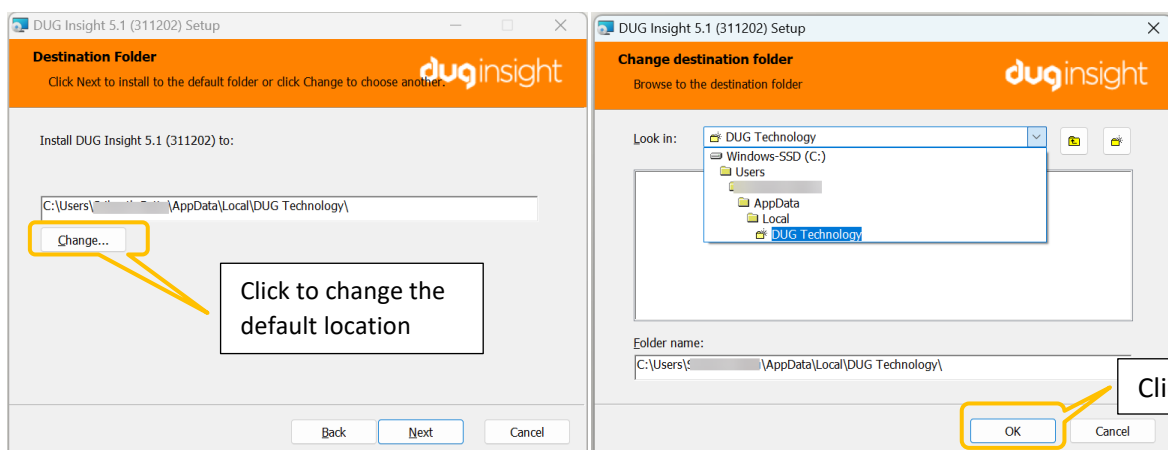 DUG Insight 5.1 (311202) Setup
Destination Folder
Click Next to install to the default folder or click Change to choose another.
duginsight
Install DUG Insight 5.1 (311202) to:
C:\Users\ \AppData\Local\DUG Technology\
Change...
Click to change the
default location
Back Next Cancel
DUG Insight 5.1 (311202) Setup
Change destination folder
Browse to the destination folder
duginsight
Look in: DUG Technology
Windows-SSD (C:)
Users
AppData
Local
DUG Technology
Folder name:
C:\Users\ \AppData\Local\DUG Technology\
OK Cancel